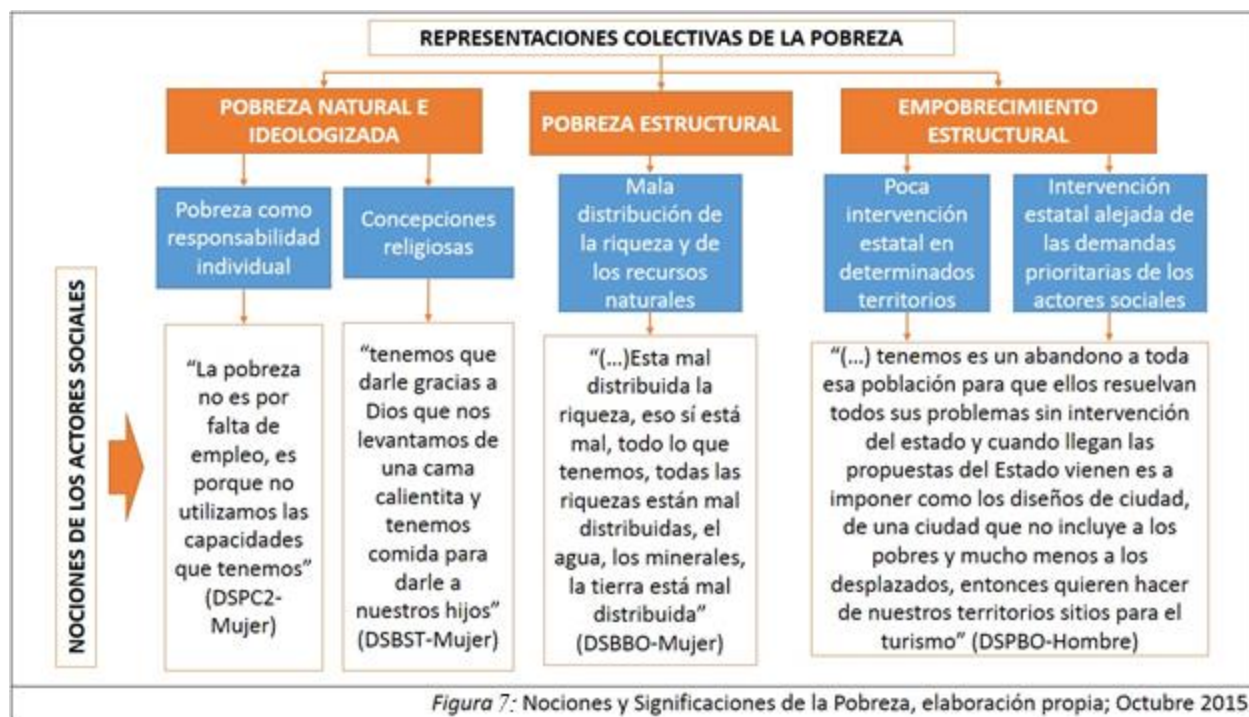 REPRESENTACIONES COLECTIVAS DE LA POBREZA
POBREZA NATURAL E
IDEOLOGIZADA
POBREZA ESTRUCTURAL
EMPOBRECIMIENTO
ESTRUCTURAL
Pobreza como
responsabilidad
individual
Concepciones
religiosas
Mala
distribución de
la riqueza y de
los recursos
naturales
Poca
intervención
estatal en
determinados
territorios
Intervención
estatal alejada de
las demandas
prioritarias de los
actores sociales
NOCIONES DE LOS ACTORES SOCIALES
“La pobreza
no es por
falta de
empleo, es
porque no
utilizamos las
capacidades
que tenemos”
(DSPC2-
Mujer)
“tenemos que
darle gracias a
Dios que nos
levantamos de
una cama
calientita y
tenemos
comida para
darle a
nuestros hijos”
(DSBST-Mujer)
“(...)Esta mal
distribuida la
riqueza, eso sí está
mal, todo lo que
tenemos, todas las
riquezas están mal
distribuidas, el
agua, los minerales,
la tierra está mal
distribuida”
(DSBBO-Mujer)
“(...) tenemos es un abandono a toda
esa población para que ellos resuelvan
todos sus problemas sin intervención
del estado y cuando llegan las
propuestas del Estado vienen es a
imponer como los diseños de ciudad,
de una ciudad que no incluye a los
pobres y mucho menos a los
desplazados, entonces quieren hacer
de nuestros territorios sitios para el
turismo” (DSPBO-Hombre)
Figura 7: Nociones y Significaciones de la Pobreza, elaboración propia; Octubre 2015